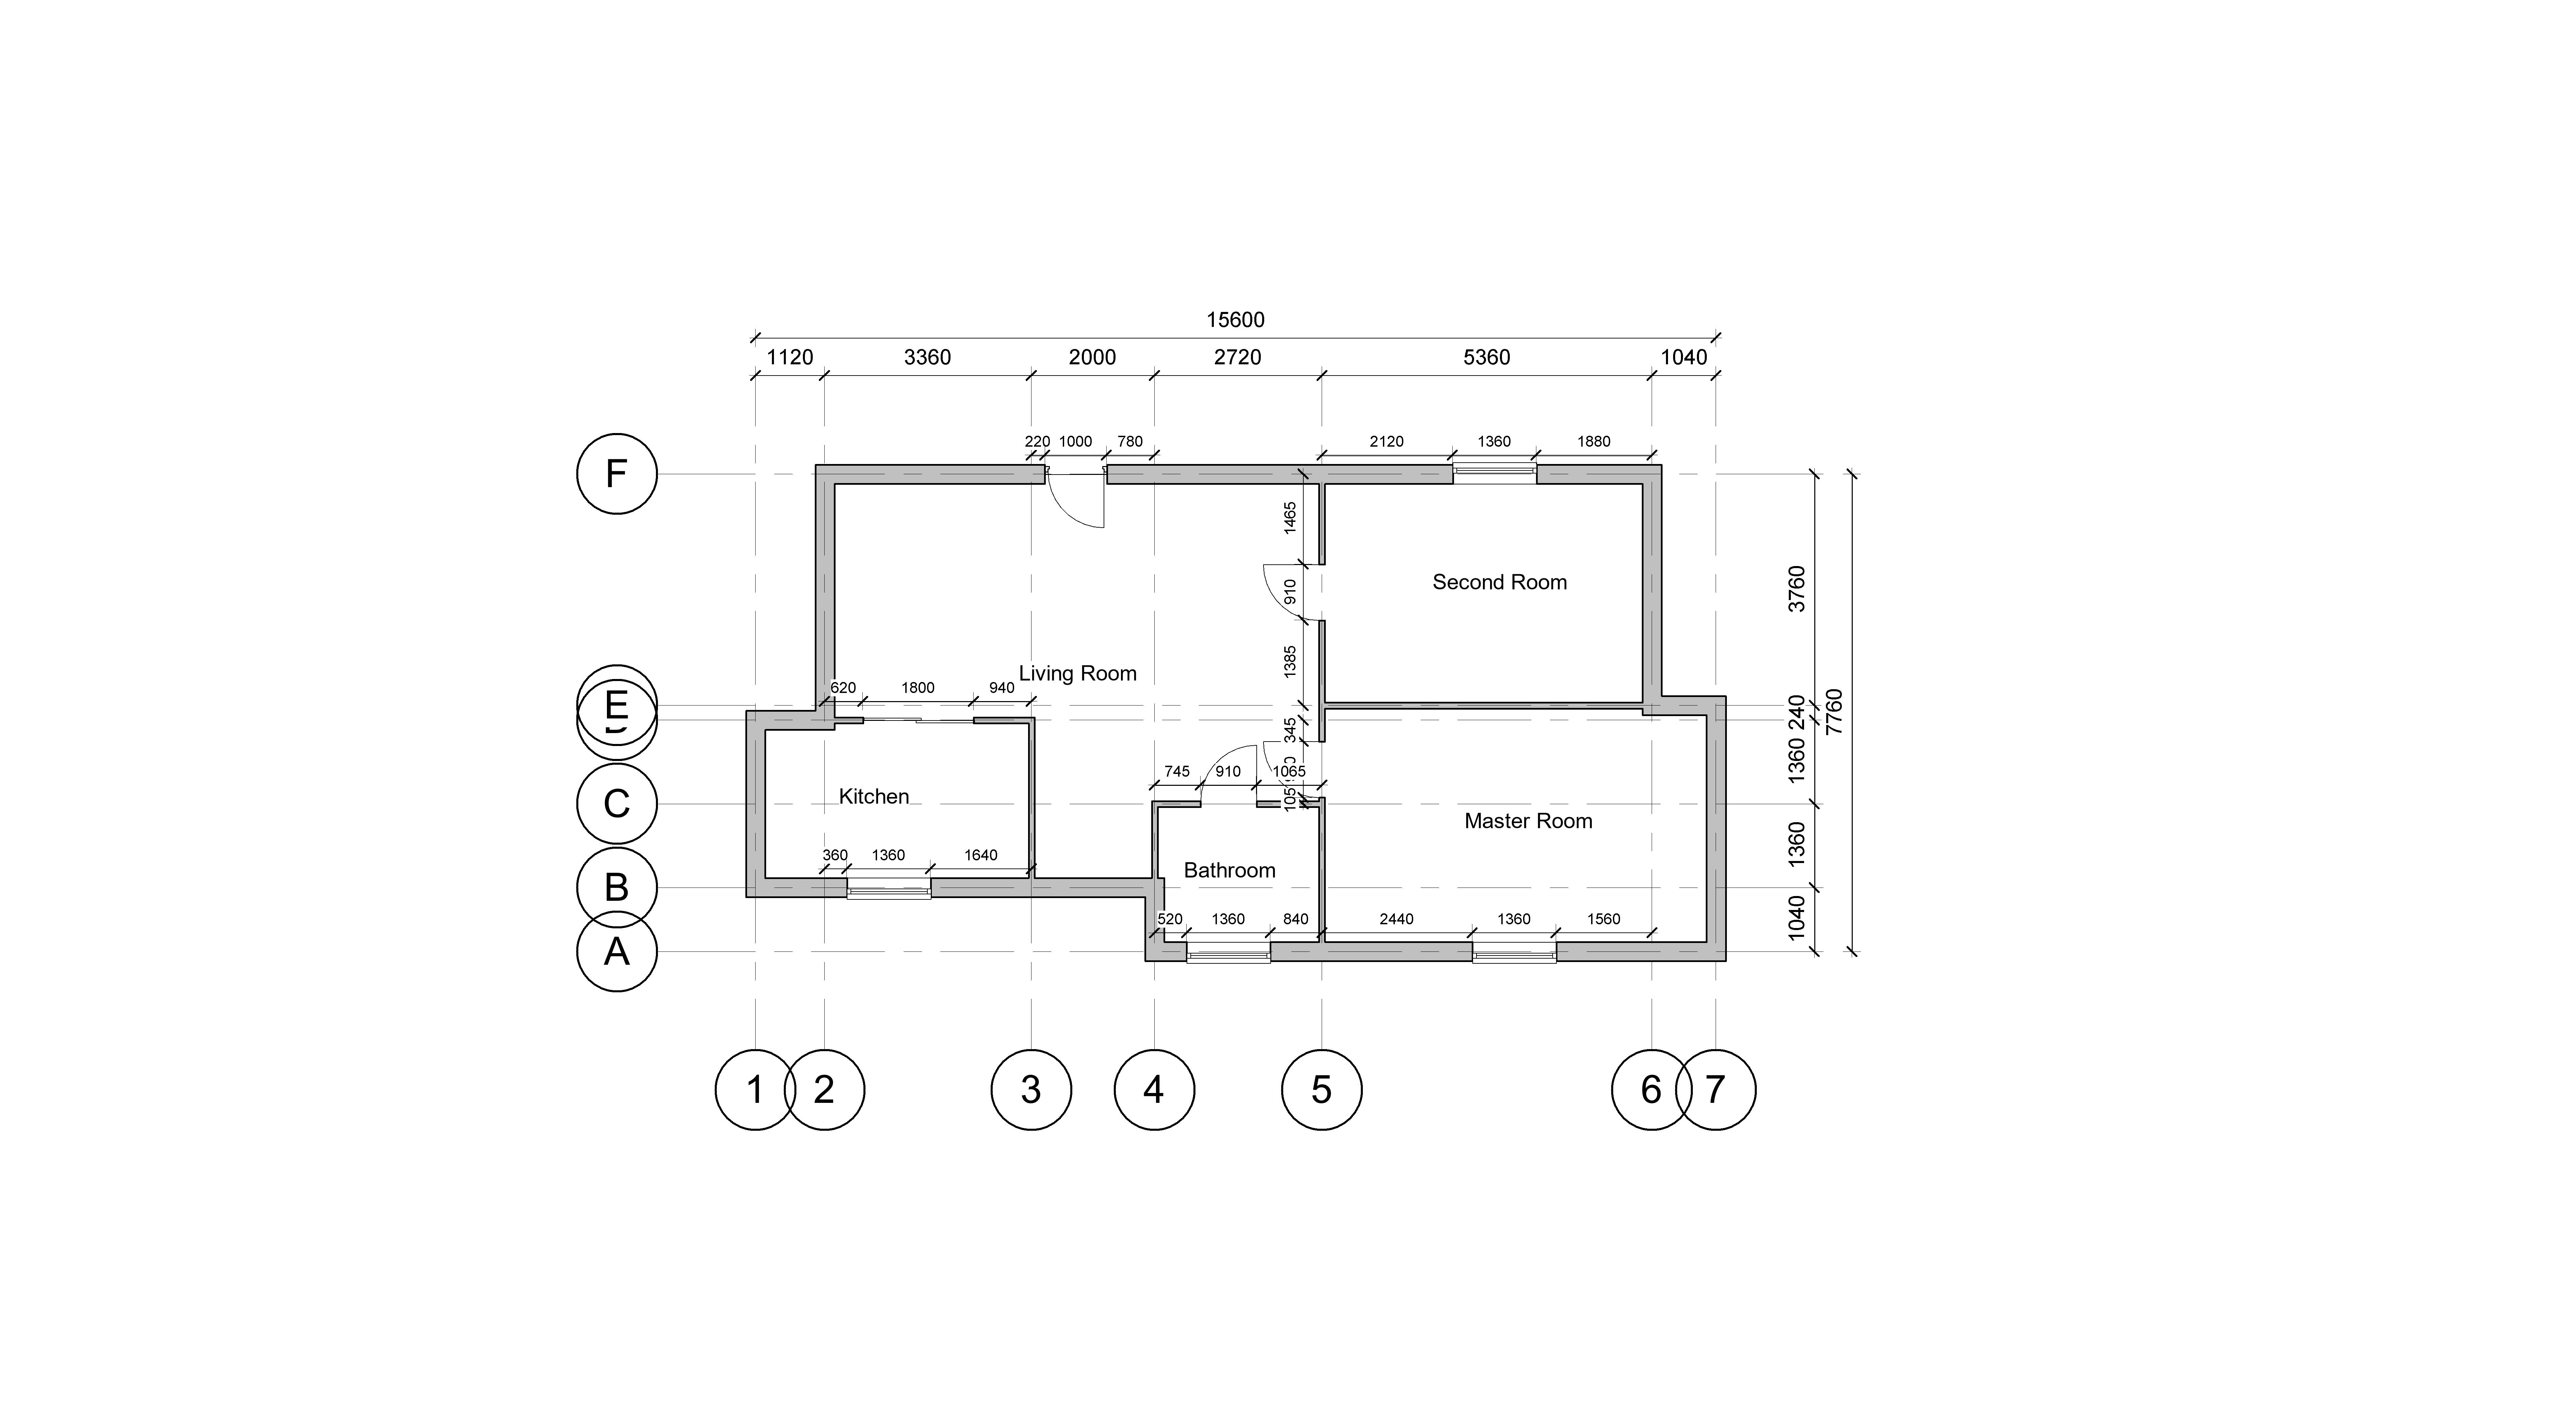 15600
1120 3360 2000 2720 5360 1040
220 1000 780 2120 1360 1880
F
1465
910
3760
Second Room
1385
Living Room
620 1800 940
E
240
7760
345
1360
745 910 1065
Kitchen
105
C
Master Room
360 1360 1640
1360
Bathroom
B
520 1360 840 2440 1360 1560
1040
A
1 2 3 4 5 6 7